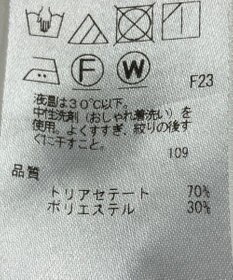 F W
F23
液温は30℃以下。
中性洗剤(おしゃれ着洗い)を
使用。よくすすぎ、絞りの後す
ぐに干すこと。
109
品質
トリアセテート 70%
ポリエステル 30%